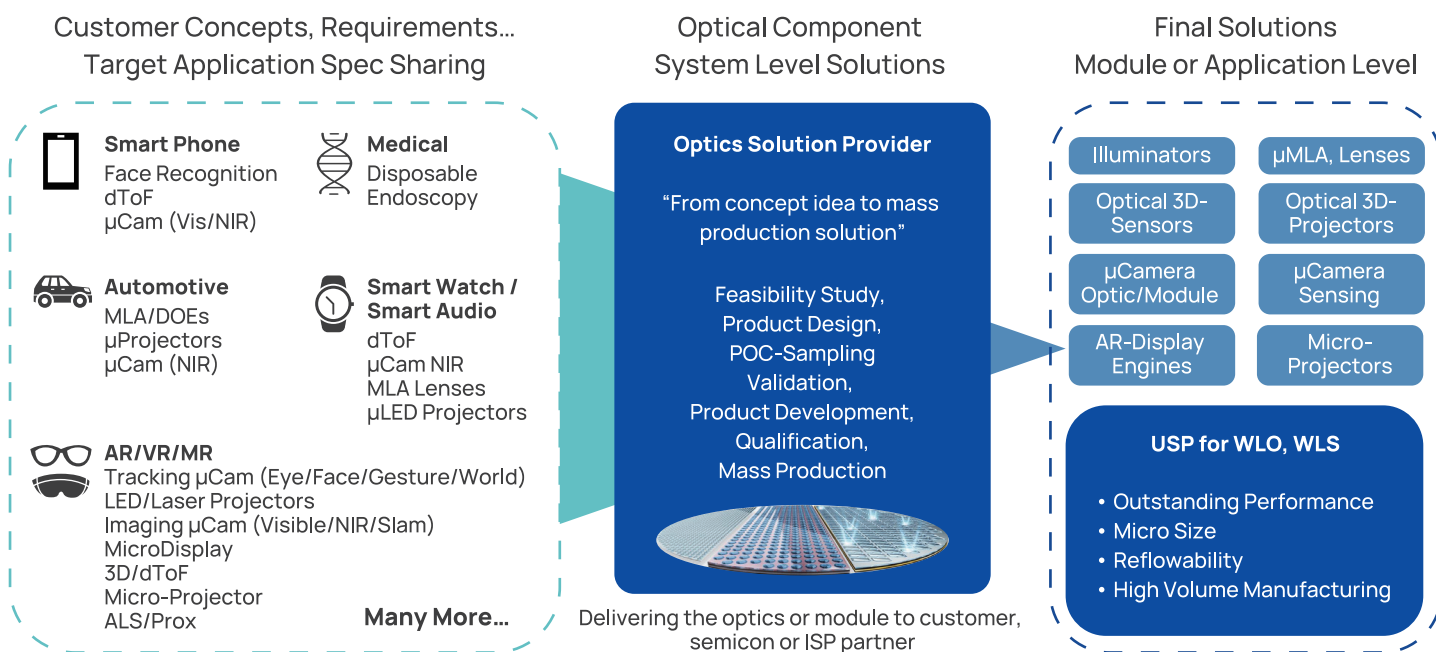 Customer Concepts, Requirements...
Target Application Spec Sharing
Smart Phone
Face Recognition
dToF
µCam (Vis/NIR)
Medical
Disposable
Endoscopy
Automotive
MLA/DOEs
µProjectors
µCam (NIR)
Smart Watch /
Smart Audio
dToF
µCam NIR
MLA Lenses
µLED Projectors
AR/VR/MR
Tracking µCam (Eye/Face/Gesture/World)
LED/Laser Projectors
Imaging µCam (Visible/NIR/Slam)
MicroDisplay
3D/dToF
Micro-Projector
ALS/Prox
Many More...
Optical Component
System Level Solutions
Optics Solution Provider
“From concept idea to mass
production solution”
Feasibility Study,
Product Design,
POC-Sampling
Validation,
Product Development,
Qualification,
Mass Production
Delivering the optics or module to customer,
semicon or ISP partner
Final Solutions
Module or Application Level
Illuminators
µMLA, Lenses
Optical 3D-
Sensors
Optical 3D-
Projectors
µCamera
Optic/Module
µCamera
Sensing
AR-Display
Engines
Micro-
Projectors
USP for WLO, WLS
• Outstanding Performance
• Micro Size
• Reflowability
• High Volume Manufacturing